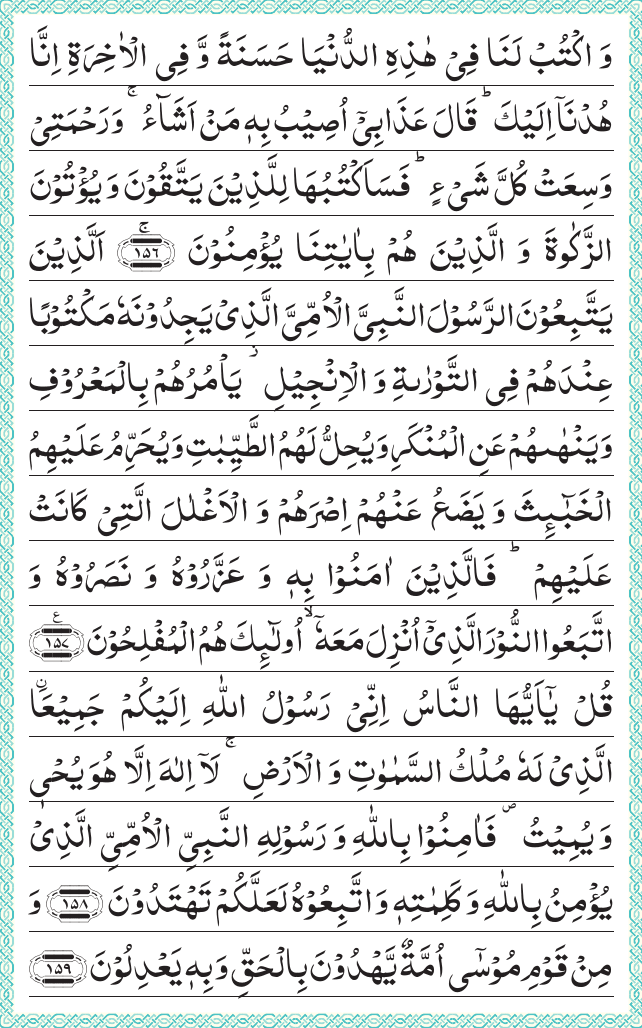 وَ اكْتُبْ لَنَا فِیْ هٰذِهِ الدُّنْیَا حَسَنَةً وَّ فِی الْاٰخِرَةِ اِنَّا
هُدْنَاۤ اِلَیْكَ ؕ قَالَ عَذَابِیْۤ اُصِیْبُ بِهٖ مَنْ اَشَآءُ ۚ وَرَحْمَتِیْ
وَسِعَتْ كُلَّ شَیْءٍ ؕ فَسَاَكْتُبُهَا لِلَّذِیْنَ یَتَّقُوْنَ وَ یُؤْتُوْنَ
الزَّكٰوةَ وَ الَّذِیْنَ هُمْ بِاٰیٰتِنَا یُؤْمِنُوْنَ ۚ﴿۱۵۶﴾ اَلَّذِیْنَ
یَتَّبِعُوْنَ الرَّسُوْلَ النَّبِیَّ الْاُمِّیَّ الَّذِیْ یَجِدُوْنَهٗ مَكْتُوْبًا
عِنْدَهُمْ فِی التَّوْرٰىةِ وَ الْاِنْجِیْلِ ؗ یَاْمُرُهُمْ بِالْمَعْرُوْفِ
وَیَنْهٰىهُمْ عَنِ الْمُنْكَرِ وَیُحِلُّ لَهُمُ الطَّیِّبٰتِ وَیُحَرِّمُ عَلَیْهِمُ
الْخَبٰٓىِٕثَ وَ یَضَعُ عَنْهُمْ اِصْرَهُمْ وَ الْاَغْلٰلَ الَّتِیْ كَانَتْ
عَلَیْهِمْ ؕ فَالَّذِیْنَ اٰمَنُوْا بِهٖ وَ عَزَّرُوْهُ وَ نَصَرُوْهُ وَ
اتَّبَعُوا النُّوْرَ الَّذِیْۤ اُنْزِلَ مَعَهٗۤ ۙ اُولٰٓىِٕكَ هُمُ الْمُفْلِحُوْنَ ﴿۱۵۷﴾ ع
قُلْ یٰۤاَیُّهَا النَّاسُ اِنِّیْ رَسُوْلُ اللّٰهِ اِلَیْكُمْ جَمِیْعَاۨ
الَّذِیْ لَهٗ مُلْكُ السَّمٰوٰتِ وَ الْاَرْضِ ۚ لَاۤ اِلٰهَ اِلَّا هُوَ یُحْیٖ
وَ یُمِیْتُ ۪ فَاٰمِنُوْا بِاللّٰهِ وَ رَسُوْلِهِ النَّبِیِّ الْاُمِّیِّ الَّذِیْ
یُؤْمِنُ بِاللّٰهِ وَ كَلِمٰتِهٖ وَ اتَّبِعُوْهُ لَعَلَّكُمْ تَهْتَدُوْنَ ﴿۱۵۸﴾ وَ
مِنْ قَوْمِ مُوْسٰۤی اُمَّةٌ یَّهْدُوْنَ بِالْحَقِّ وَ بِهٖ یَعْدِلُوْنَ ﴿۱۵۹﴾